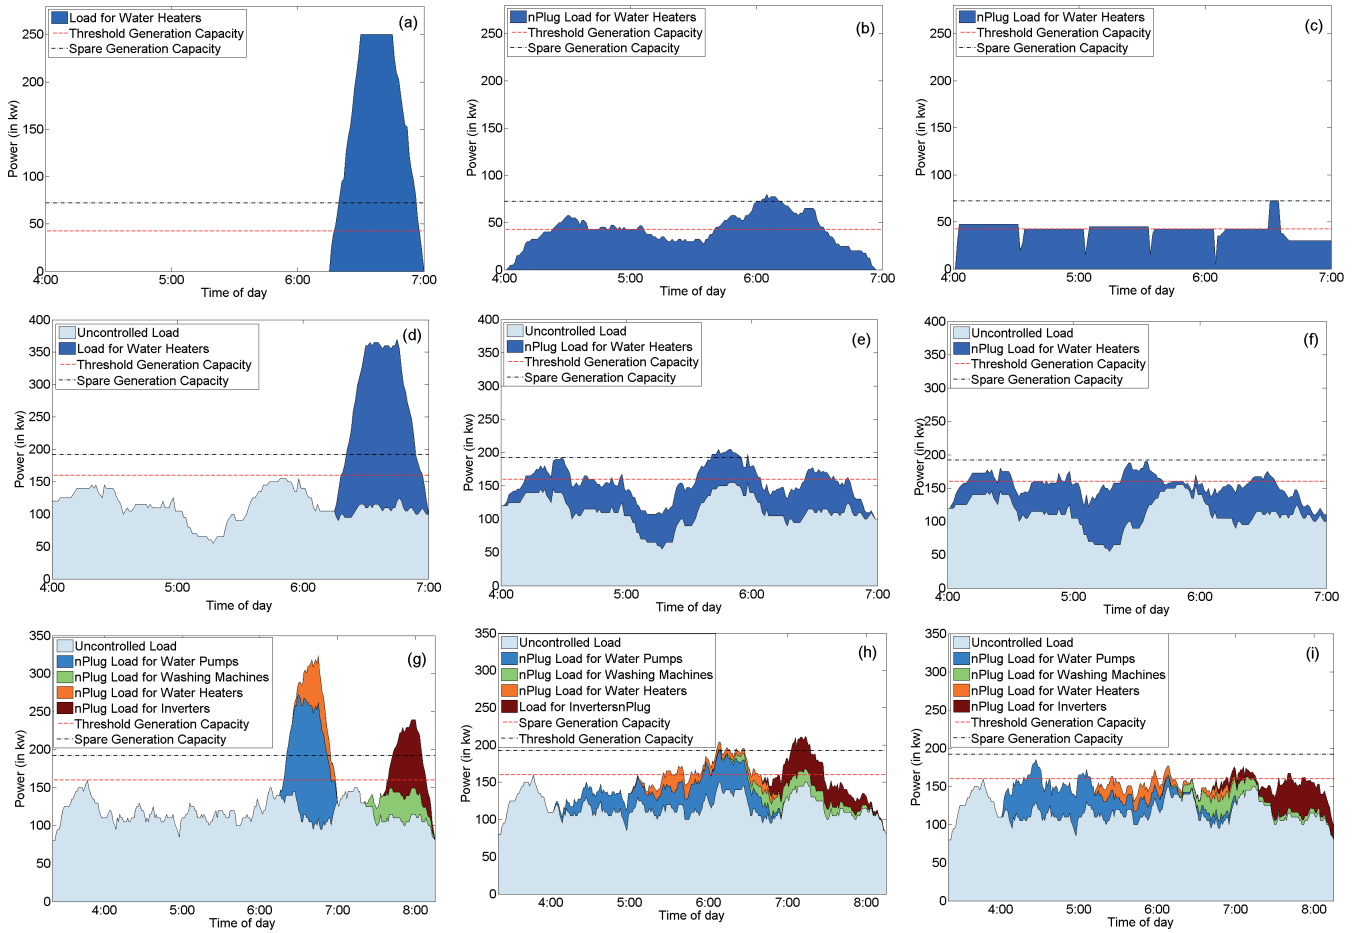 (a)
Load for Water Heaters
Threshold Generation Capacity
Spare Generation Capacity
Power (in kw)
250
200
150
100
50
0
4:00 5:00 6:00 7:00
Time of day
(b)
nPlug Load for Water Heaters
Threshold Generation Capacity
Spare Generation Capacity
Power (in kw)
250
200
150
100
50
0
4:00 5:00 6:00 7:00
Time of day
(c)
nPlug Load for Water Heaters
Threshold Generation Capacity
Spare Generation Capacity
Power (in kw)
250
200
150
100
50
0
4:00 5:00 6:00 7:00
Time of day
(d)
Uncontrolled Load
Load for Water Heaters
Threshold Generation Capacity
Spare Generation Capacity
Power (in kw)
400
350
300
250
200
150
100
50
0
4:00 5:00 6:00 7:00
Time of day
(e)
Uncontrolled Load
nPlug Load for Water Heaters
Threshold Generation Capacity
Spare Generation Capacity
Power (in kw)
400
350
300
250
200
150
100
50
0
4:00 5:00 6:00 7:00
Time of day
(f)
Uncontrolled Load
nPlug Load for Water Heaters
Threshold Generation Capacity
Spare Generation Capacity
Power (in kw)
400
350
300
250
200
150
100
50
0
4:00 5:00 6:00 7:00
Time of day
(g)
Uncontrolled Load
nPlug Load for Water Pumps
nPlug Load for Washing Machines
nPlug Load for Water Heaters
nPlug Load for Inverters
Threshold Generation Capacity
Spare Generation Capacity
Power (in kw)
350
300
250
200
150
100
50
0
4:00 5:00 6:00 7:00 8:00
Time of day
(h)
Uncontrolled Load
nPlug Load for Water Pumps
nPlug Load for Washing Machines
nPlug Load for Water Heaters
Load for InvertersnPlug
Spare Generation Capacity
Threshold Generation Capacity
Power (in kw)
350
300
250
200
150
100
50
0
4:00 5:00 6:00 7:00 8:00
Time of day
(i)
Uncontrolled Load
nPlug Load for Water Pumps
nPlug Load for Washing Machines
nPlug Load for Water Heaters
nPlug Load for Inverters
Threshold Generation Capacity
Spare Generation Capacity
Power (in kw)
350
300
250
200
150
100
50
0
4:00 5:00 6:00 7:00 8:00
Time of day